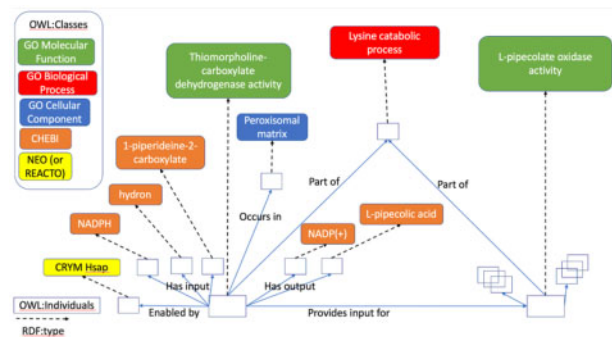 OWL:Classes
GO Molecular
Function
GO Biological
Process
GO Cellular
Component
CHEBI
NEO (or
REACTO)
Thiomorpholine-
carboxylate
dehydrogenase activity
Lysine catabolic
process
L-pipecolate oxidase
activity
Peroxisomal
matrix
1-piperideine-2-
carboxylate
hydron
NADPH
CRYM Hsap
Part of
Part of
Occurs in
L-pipecolic acid
NADP(+)
Has input
Has output
Enabled by
Provides input for
OWL:Individuals
RDF:type